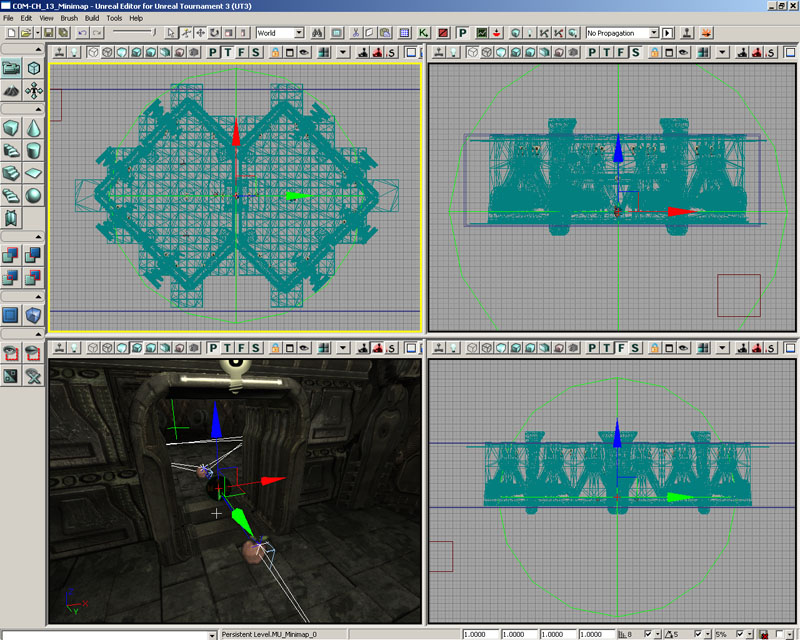 COM-CH_13_Minimap - Unreal Editor for Unreal Tournament 3 (UT3)
File Edit View Brush Build Tools Help
World K P No Propagation
P T F S S P T F S S
P T F S S P T F S S
Z X Y
Persistent Level.MU_Minimap_0 1.0000 1.0000 1.0000 1.0000 8 5 5%